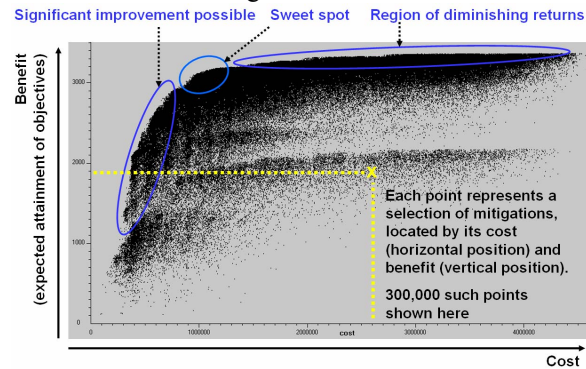 Significant improvement possible Sweet spot Region of diminishing returns
Benefit
(expected attainment of objectives)
3000
2000
1000
0
X
Each point represents a
selection of mitigations,
located by its cost
(horizontal position) and
benefit (vertical position).
300,000 such points
shown here
0 1000000 2000000 3000000 4000000
cost
Cost